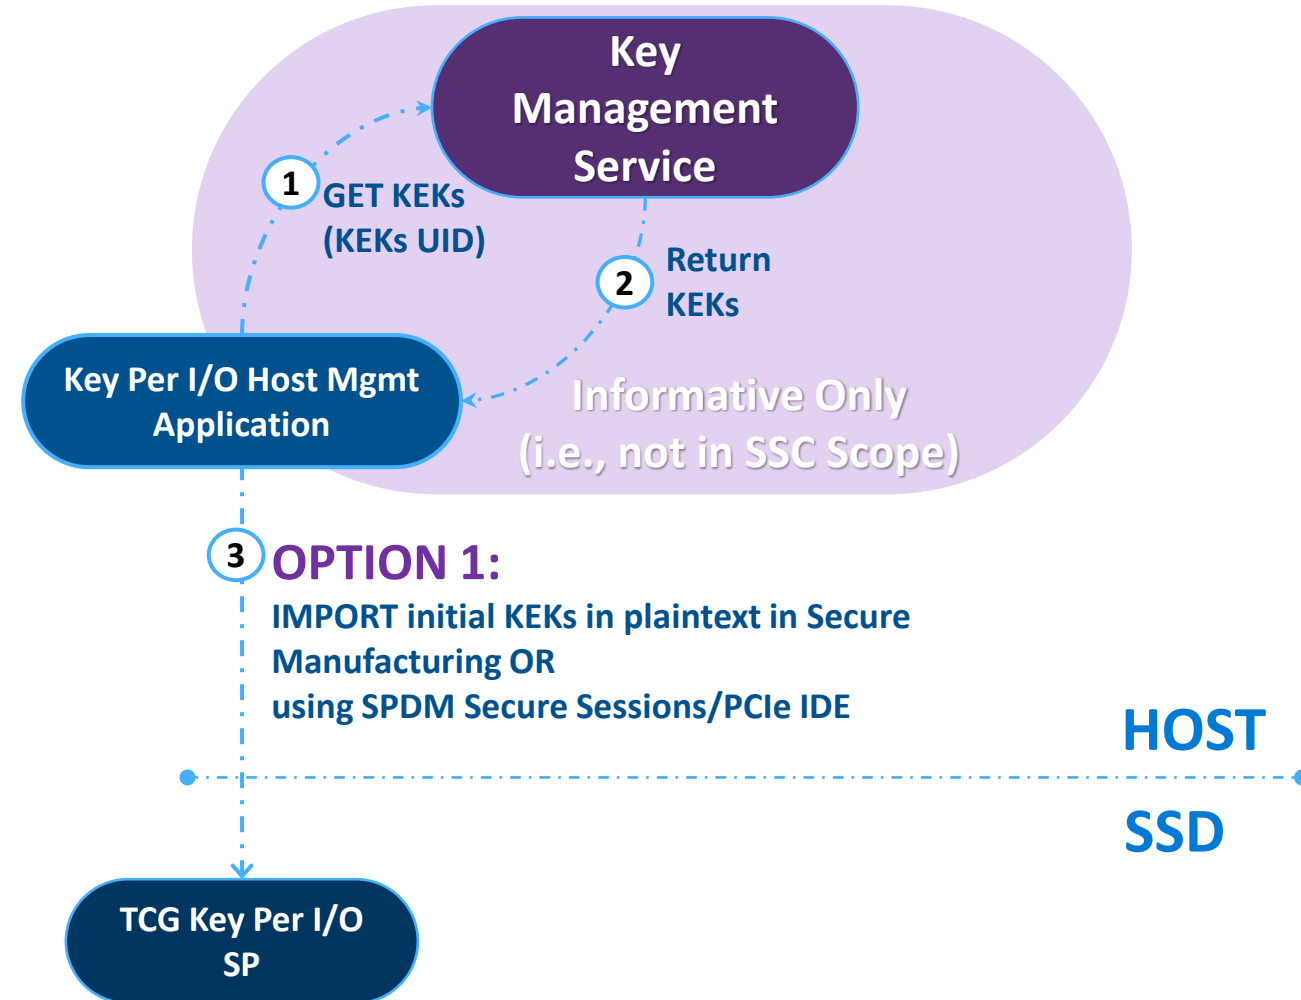 Key
Management
Service
1
GET KEKs
(KEKs UID)
2
Return
KEKs
Key Per I/O Host Mgmt
Application
Informative Only
(i.e., not in SSC Scope)
3
OPTION 1:
IMPORT initial KEKs in plaintext in Secure
Manufacturing OR
using SPDM Secure Sessions/PCIe IDE
HOST
SSD
TCG Key Per I/O
SP